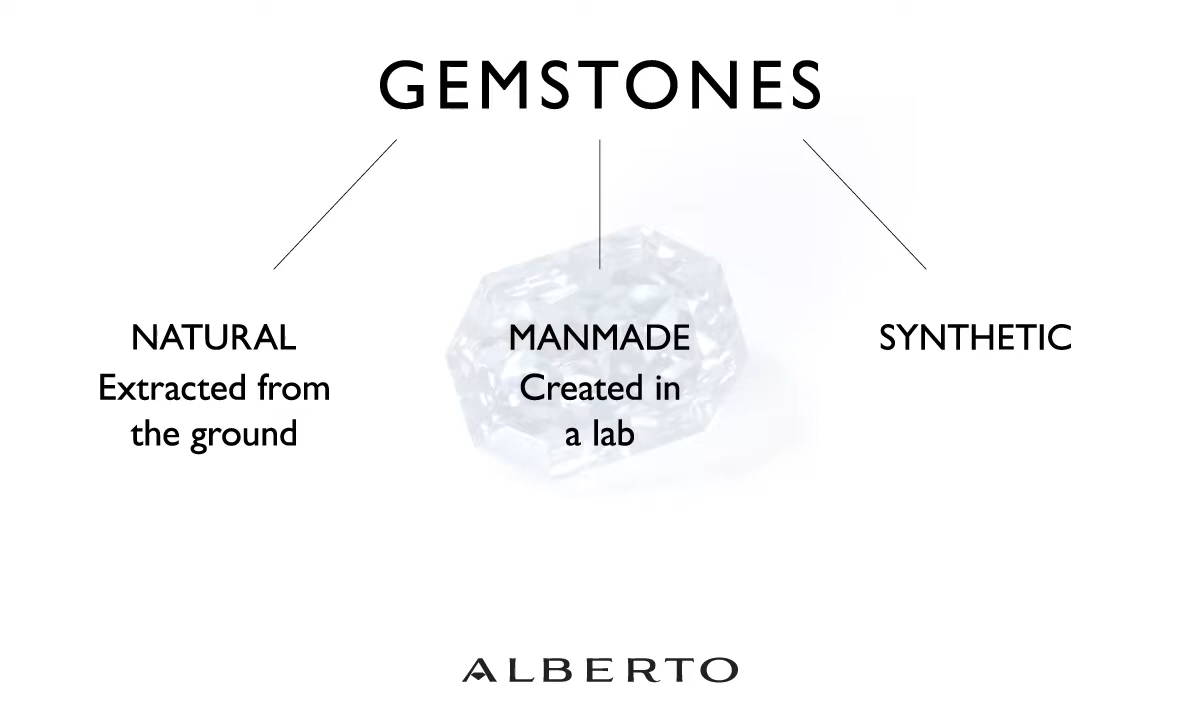 GEMSTONES
NATURAL
Extracted from
the ground
MANMADE
Created in
a lab
SYNTHETIC
ALBERTO